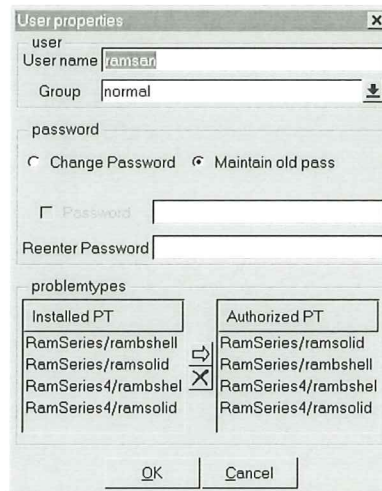 User properties
user
User name ramsan
Group normal
password
Change Password Maintain old pass
Password
Reenter Password
problemtypes
Installed PT Authorized PT
RamSeries/rambshell RamSeries/ramsolid
RamSeries/ramsolid RamSeries/rambshell
RamSeries4/rambshel RamSeries4/rambshel
RamSeries4/ramsolid RamSeries4/ramsolid
OK Cancel